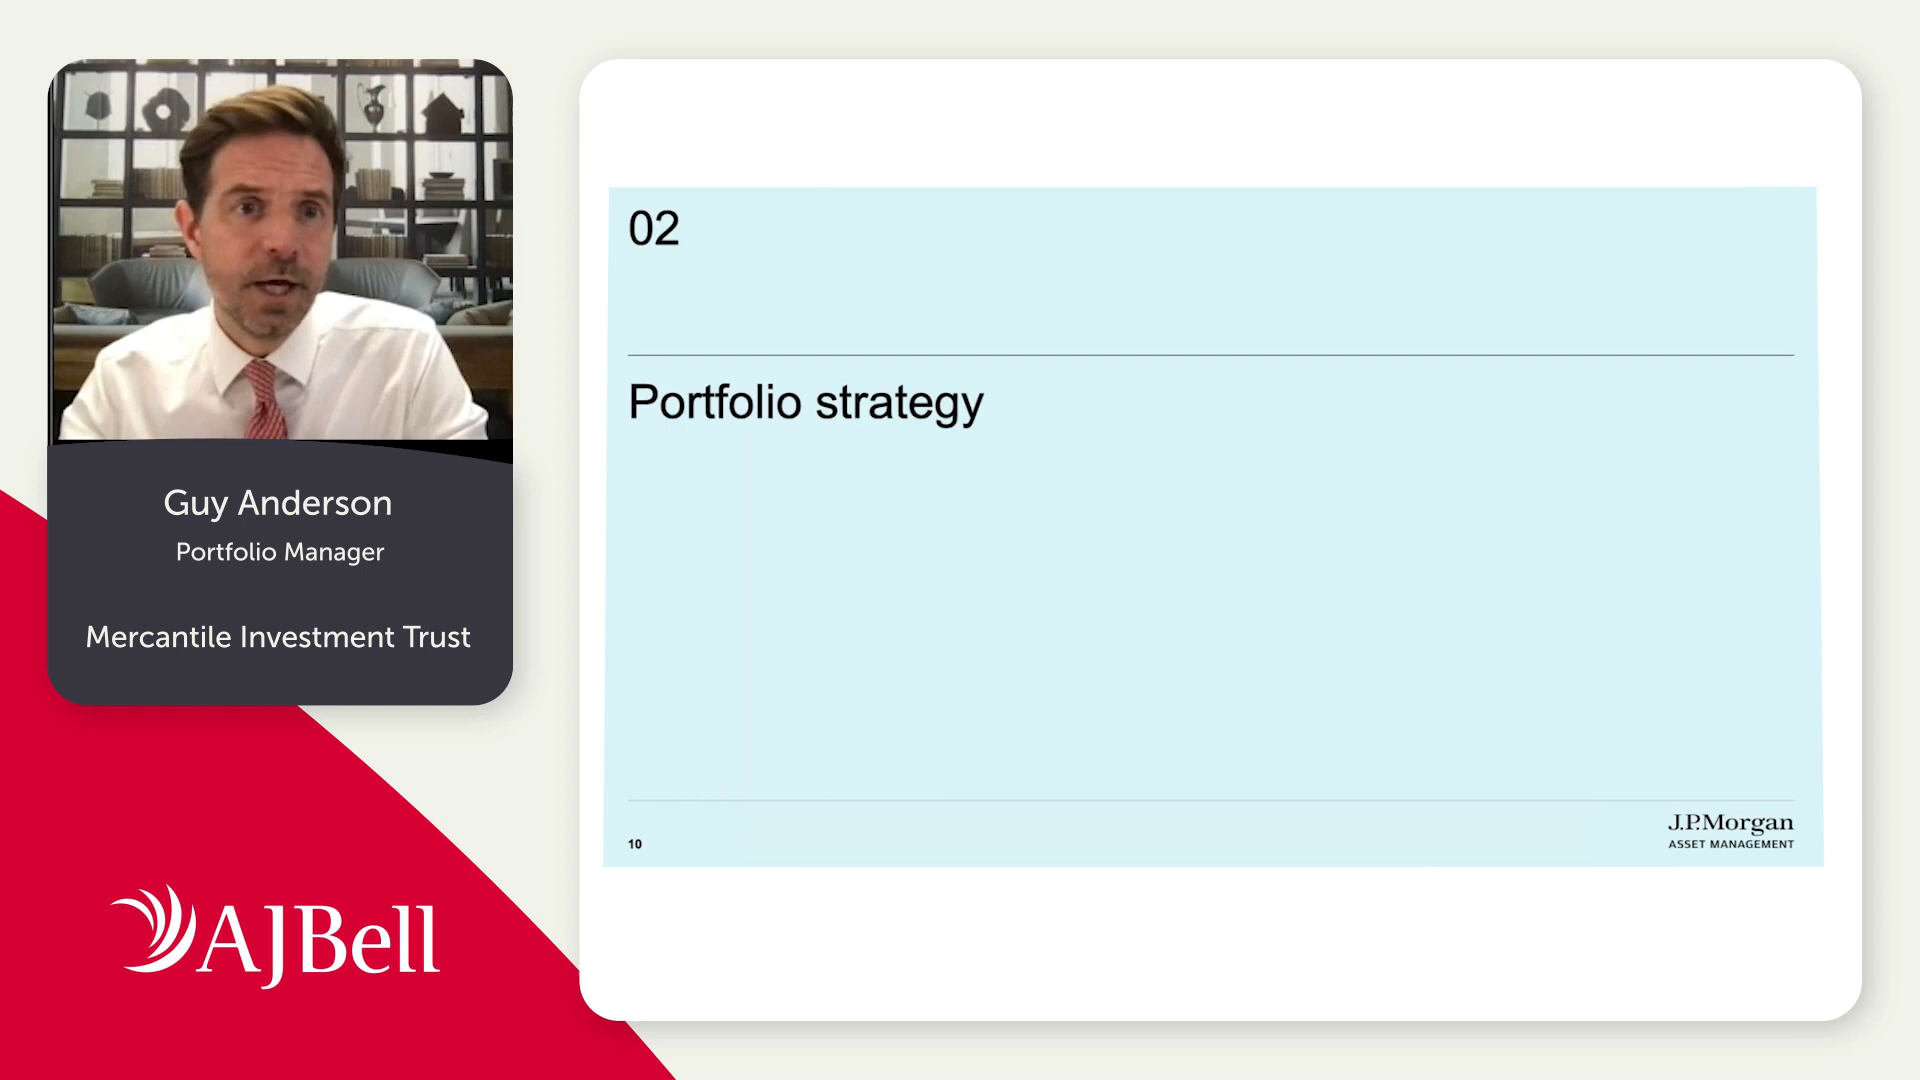 Guy Anderson
Portfolio Manager
Mercantile Investment Trust
AJBell
02
Portfolio strategy
10
J.P.Morgan
ASSET MANAGEMENT